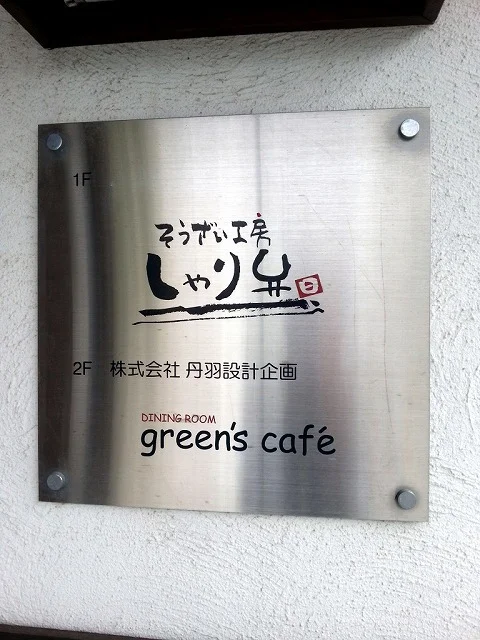 1F
そうざい工房
しゃり弁
2F 株式会社 丹羽設計企画
DINING ROOM
green's café